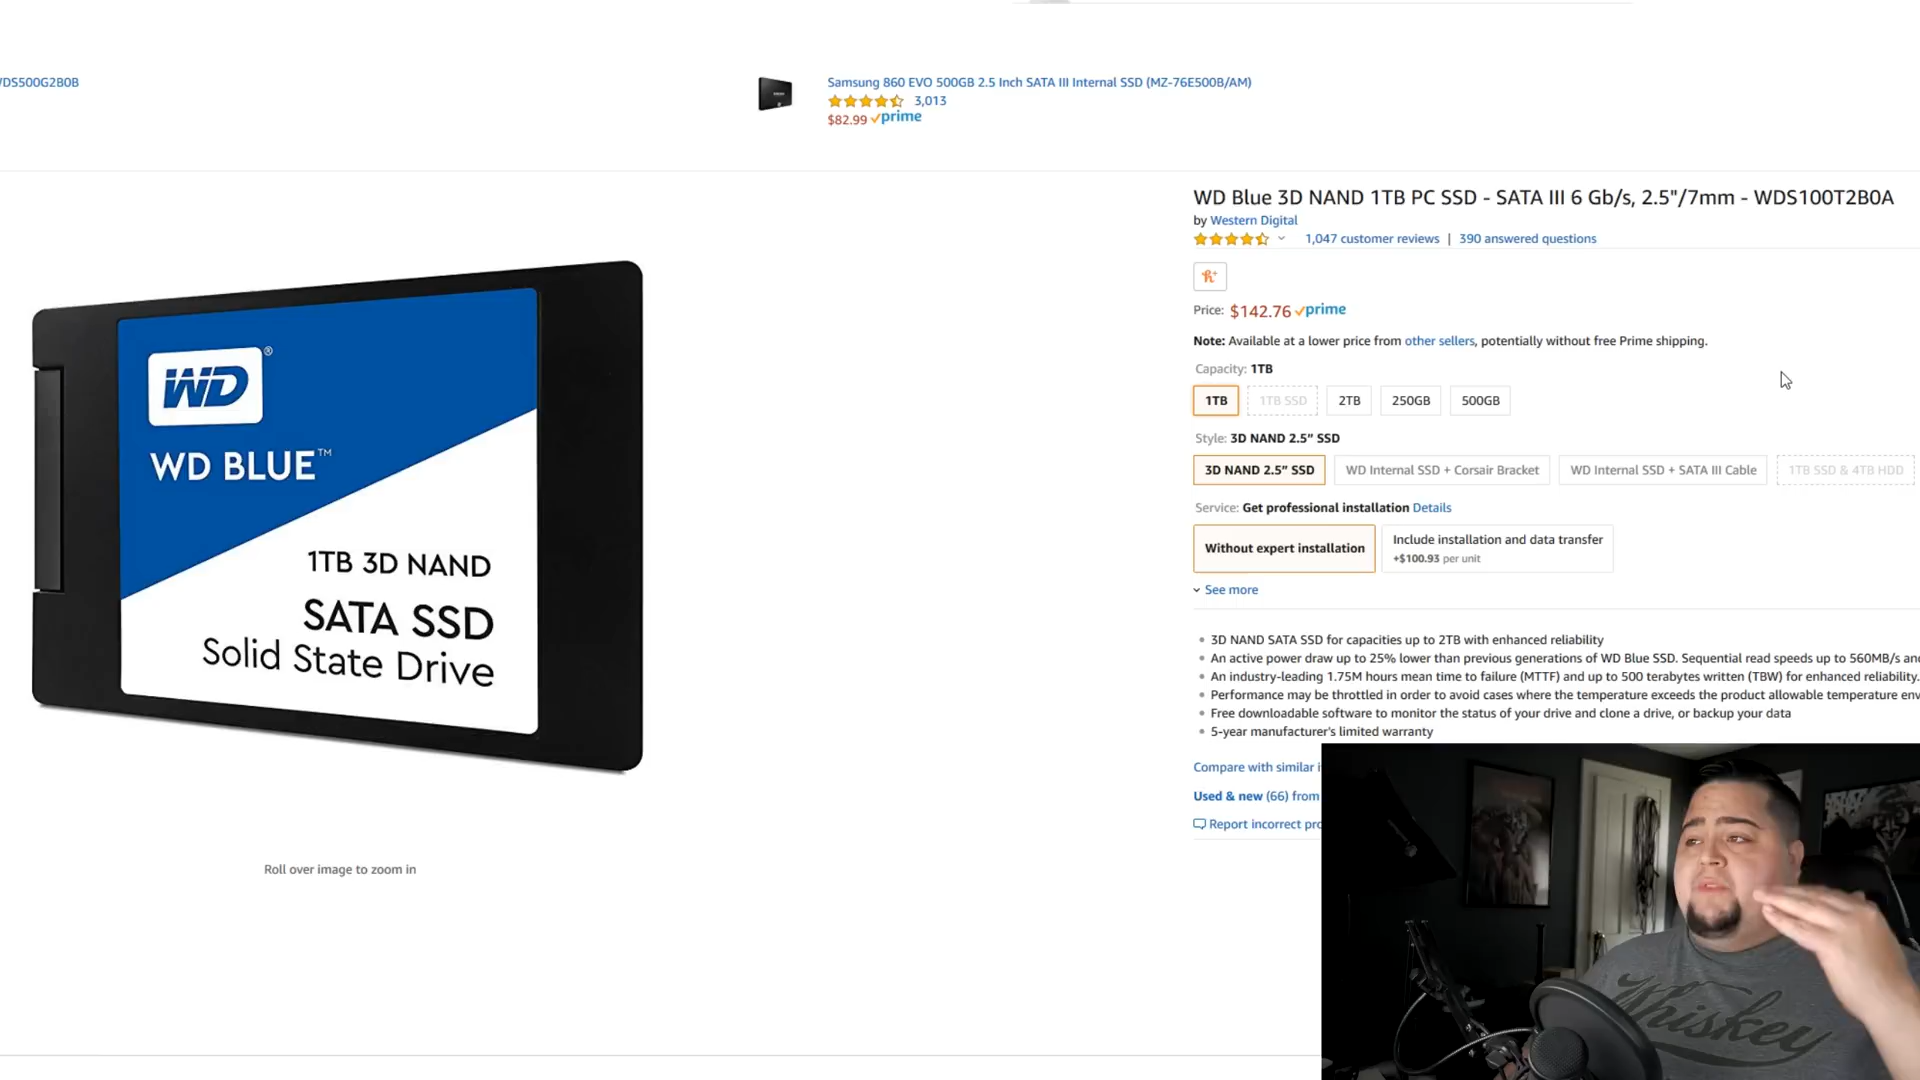 /DS500G2B0B
Samsung 860 EVO 500GB 2.5 Inch SATA III Internal SSD (MZ-76E500B/AM)
3,013
$82.99 prime
WD Blue 3D NAND 1TB PC SSD - SATA III 6 Gb/s, 2.5"/7mm - WDS100T2B0A
by Western Digital
1,047 customer reviews | 390 answered questions
Price: $142.76 prime
Note: Available at a lower price from other sellers, potentially without free Prime shipping.
Capacity: 1TB
1TB 1TB SSD 2TB 250GB 500GB
Style: 3D NAND 2.5” SSD
3D NAND 2.5” SSD WD Internal SSD + Corsair Bracket WD Internal SSD + SATA III Cable 1TB SSD & 4TB HDD
Service: Get professional installation Details
Without expert installation
Include installation and data transfer
+$100.93 per unit
See more
3D NAND SATA SSD for capacities up to 2TB with enhanced reliability
An active power draw up to 25% lower than previous generations of WD Blue SSD. Sequential read speeds up to 560MB/s and
An industry-leading 1.75M hours mean time to failure (MTTF) and up to 500 terabytes written (TBW) for enhanced reliability.
Performance may be throttled in order to avoid cases where the temperature exceeds the product allowable temperature env
Free downloadable software to monitor the status of your drive and clone a drive, or backup your data
5-year manufacturer's limited warranty
Compare with similar i
Used & new (66) from
Report incorrect pro
WD®
WD BLUE™
1TB 3D NAND
SATA SSD
Solid State Drive
Roll over image to zoom in
Whiskey